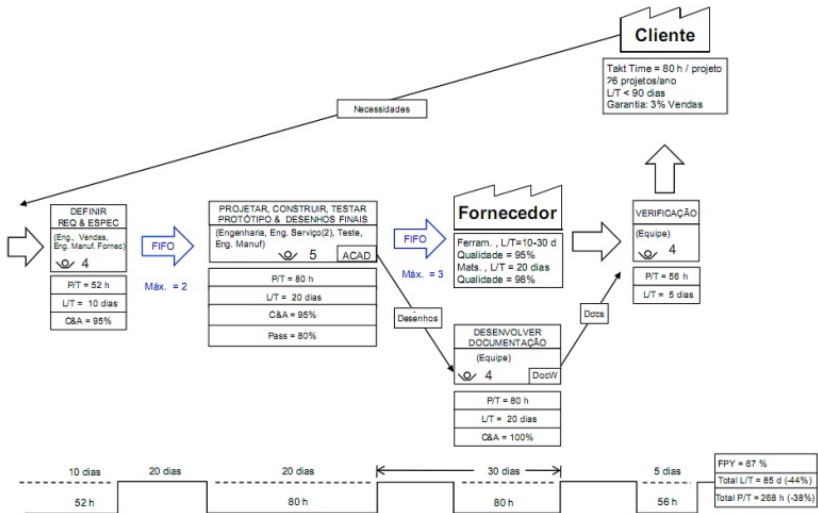 Cliente
Takt Time = 80 h / projeto
26 projetos/ano
L/T < 90 dias
Garantia: 3% Vendas
Necessidades
DEFINIR
REQ & ESPEC
(Eng., Vendas,
Eng. Manuf. Fornec)
4
P/T = 52 h
L/T = 10 dias
C&A = 95%
FIFO
Máx. = 2
PROJETAR, CONSTRUIR, TESTAR
PROTÓTIPO & DESENHOS FINAIS
(Engenharia, Eng. Serviço(2), Teste,
Eng. Manuf)
5
ACAD
P/T = 80 h
L/T = 20 dias
C&A = 95%
Pass = 80%
FIFO
Máx. = 3
Desenhos
Fornecedor
Ferram. , L/T=10-30 d
Qualidade = 95%
Mats. , L/T = 20 dias
Qualidade = 98%
DESENVOLVER
DOCUMENTAÇÃO
(Equipe)
4
DocW
P/T = 80 h
L/T = 20 dias
C&A = 100%
Docs
VERIFICAÇÃO
(Equipe)
4
P/T = 56 h
L/T = 5 dias
10 dias
20 dias
20 dias
30 dias
5 dias
52 h
80 h
80 h
56 h
FPY = 67 %
Total L/T = 85 d (-44%)
Total P/T = 268 h (-38%)